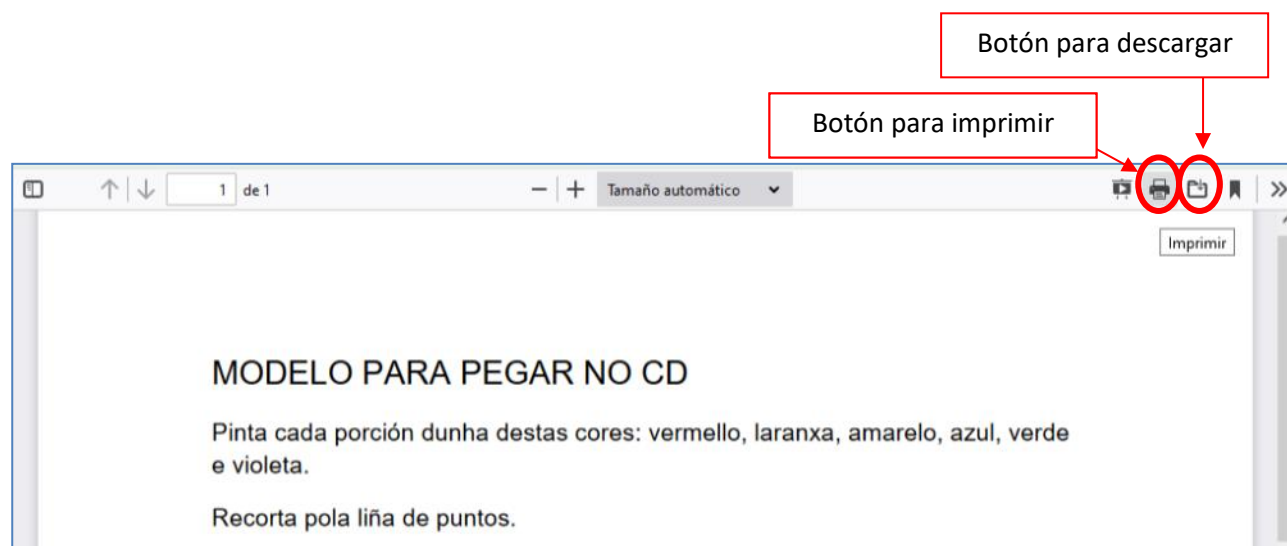 Botón para descargar
Botón para imprimir
1 de 1
Tamaño automático
Imprimir
MODELO PARA PEGAR NO CD
Pinta cada porción dunha destas cores: vermello, laranxa, amarelo, azul, verde
e violeta.
Recorta pola liña de puntos.